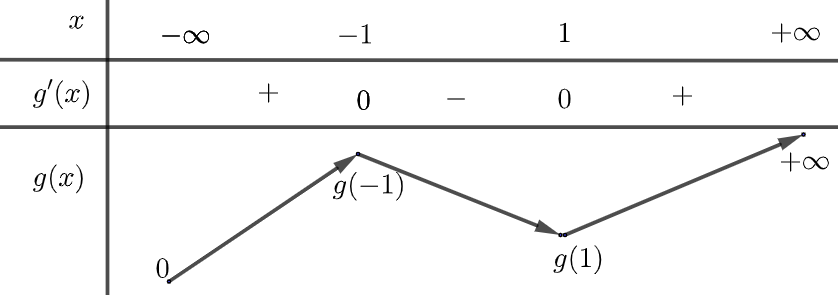 x −∞ −1 1 +∞
g′(x) + 0 − 0 +
g(x) 0 g(−1) g(1) +∞